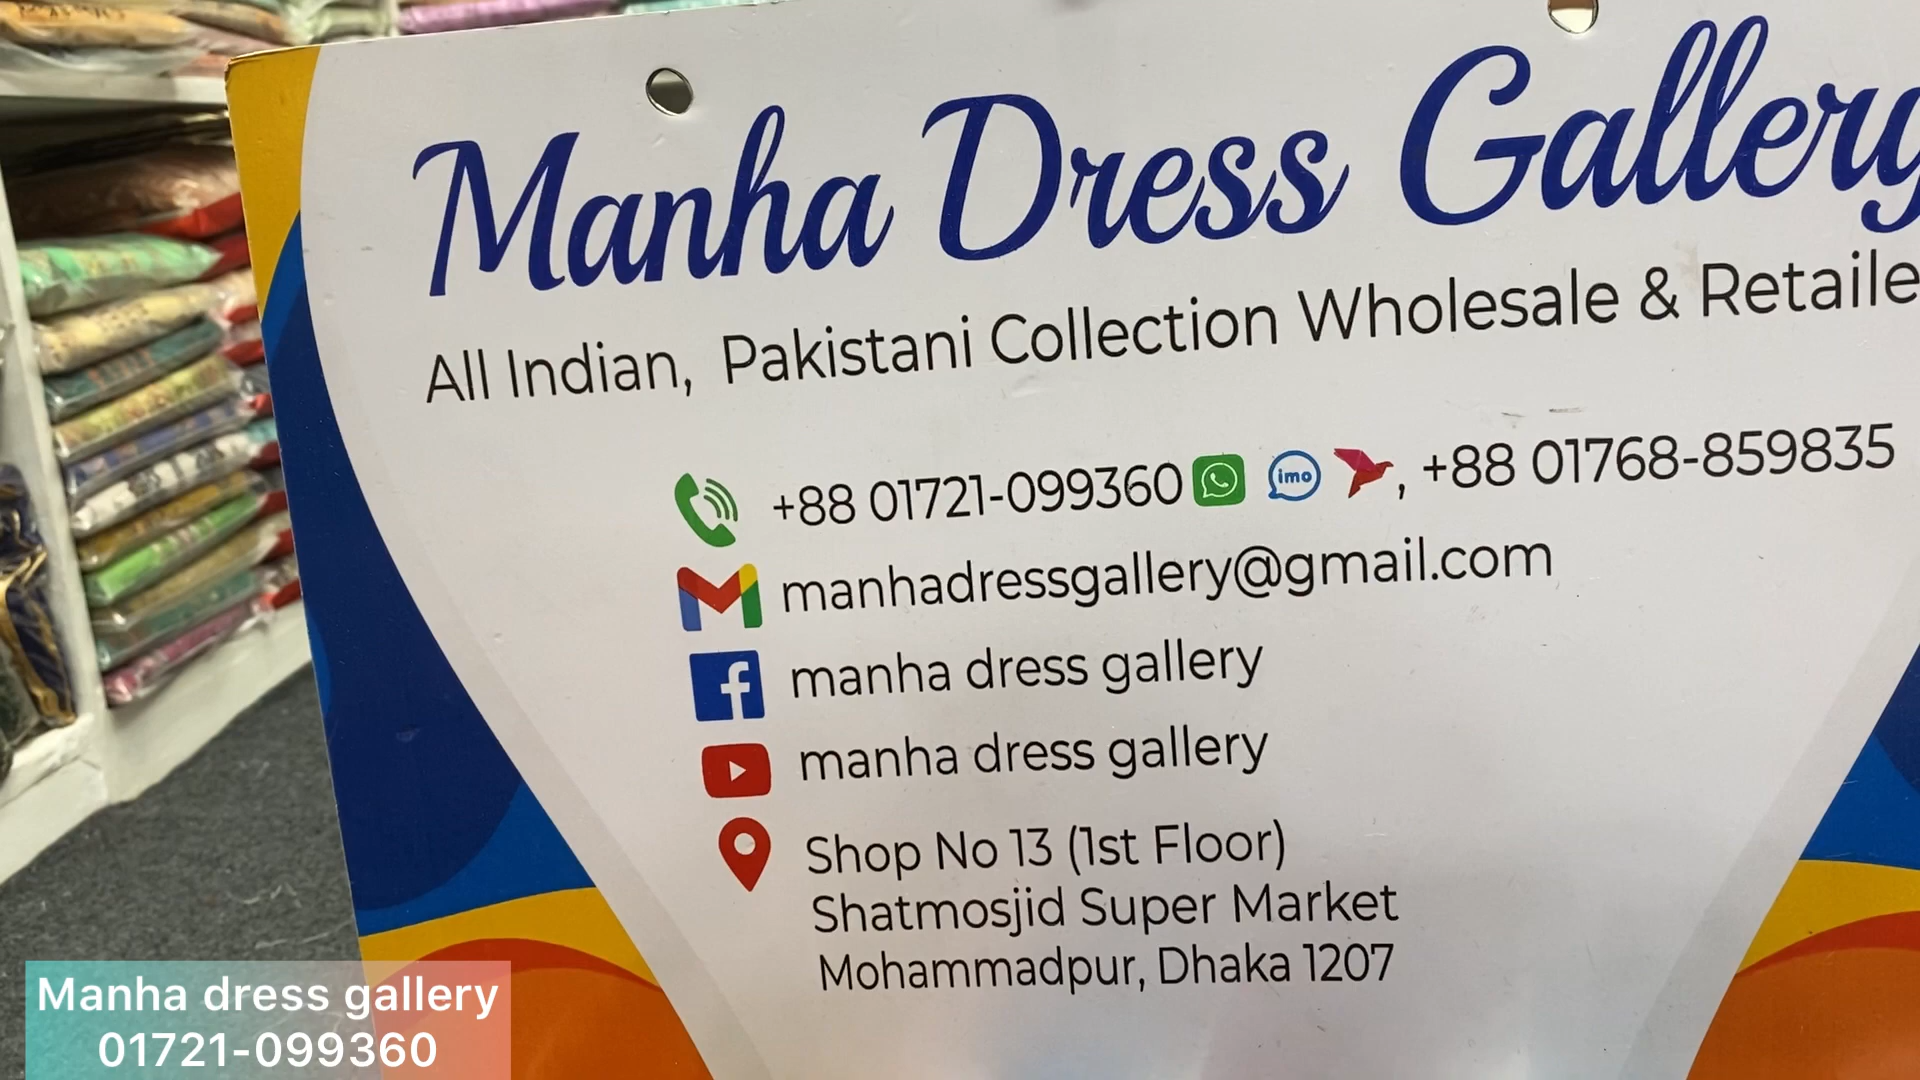 Manha Dress Gallery
All Indian, Pakistani Collection Wholesale & Retaile
+88 01721-099360 imo, +88 01768-859835
manhadressgallery@gmail.com
manha dress gallery
manha dress gallery
Shop No 13 (1st Floor)
Shatmosjid Super Market
Mohammadpur, Dhaka 1207
Manha dress gallery
01721-099360